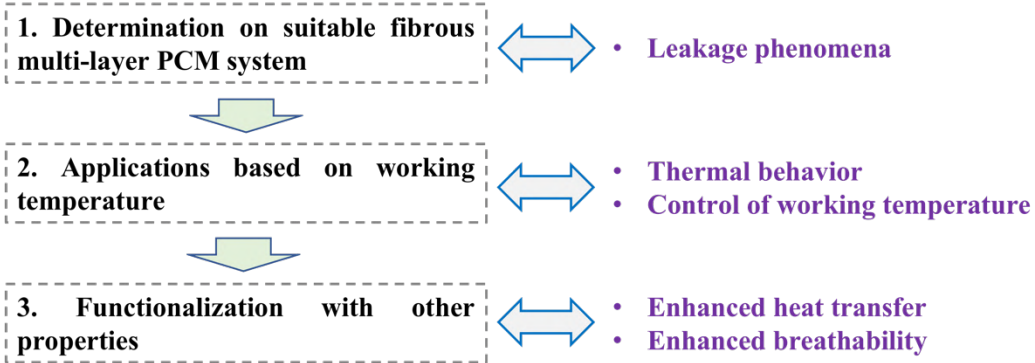 1. Determination on suitable fibrous
multi-layer PCM system
• Leakage phenomena
2. Applications based on working
temperature
• Thermal behavior
• Control of working temperature
3. Functionalization with other
properties
• Enhanced heat transfer
• Enhanced breathability